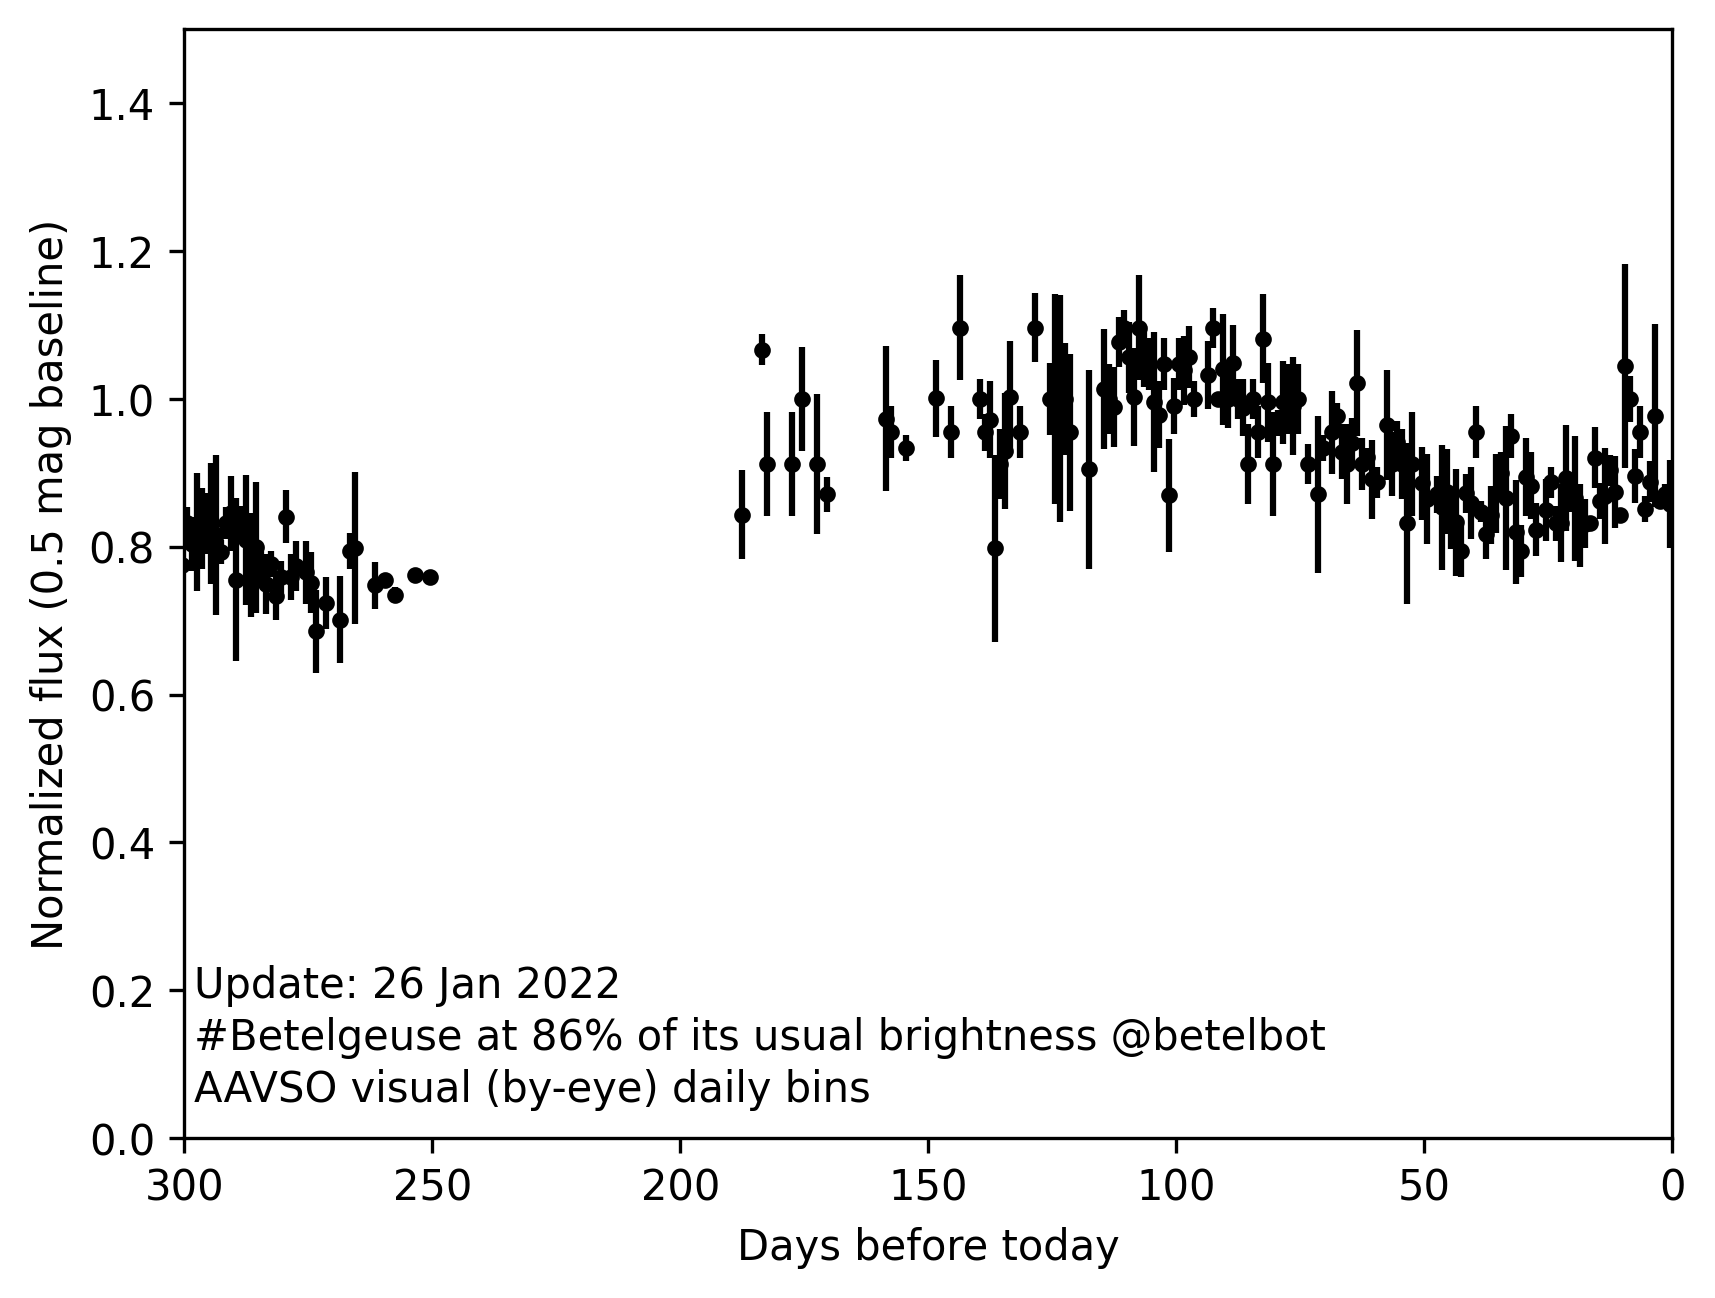 1.4
1.2
1.0
0.8
0.6
0.4
0.2
0.0
Normalized flux (0.5 mag baseline)
Update: 26 Jan 2022
#Betelgeuse at 86% of its usual brightness @betelbot
AAVSO visual (by-eye) daily bins
300 250 200 150 100 50 0
Days before today